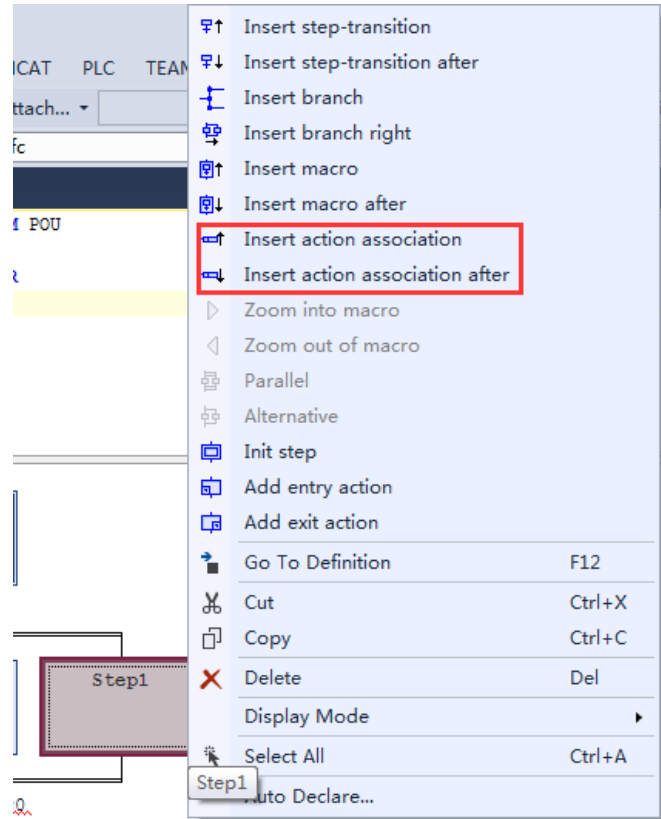 Insert step-transition
ICAT PLC TEAM
Insert step-transition after
ttach...
Insert branch
fc
Insert branch right
Insert macro
Insert macro after
POU
Insert action association
R
Insert action association after
Zoom into macro
Zoom out of macro
Parallel
Alternative
Init step
Add entry action
Add exit action
Go To Definition F12
Cut Ctrl+X
Copy Ctrl+C
Step1
Delete Del
Display Mode
Select All Ctrl+A
Step1
Auto Declare...